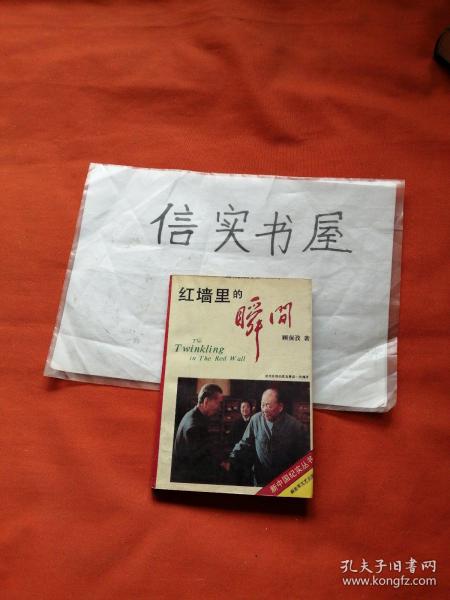 信实书屋
红墙里的
瞬間
顾保孜 著
The
Twinkling
in The Red Wall
新中国纪实丛书
孔夫子旧书网
www.kongfz.com